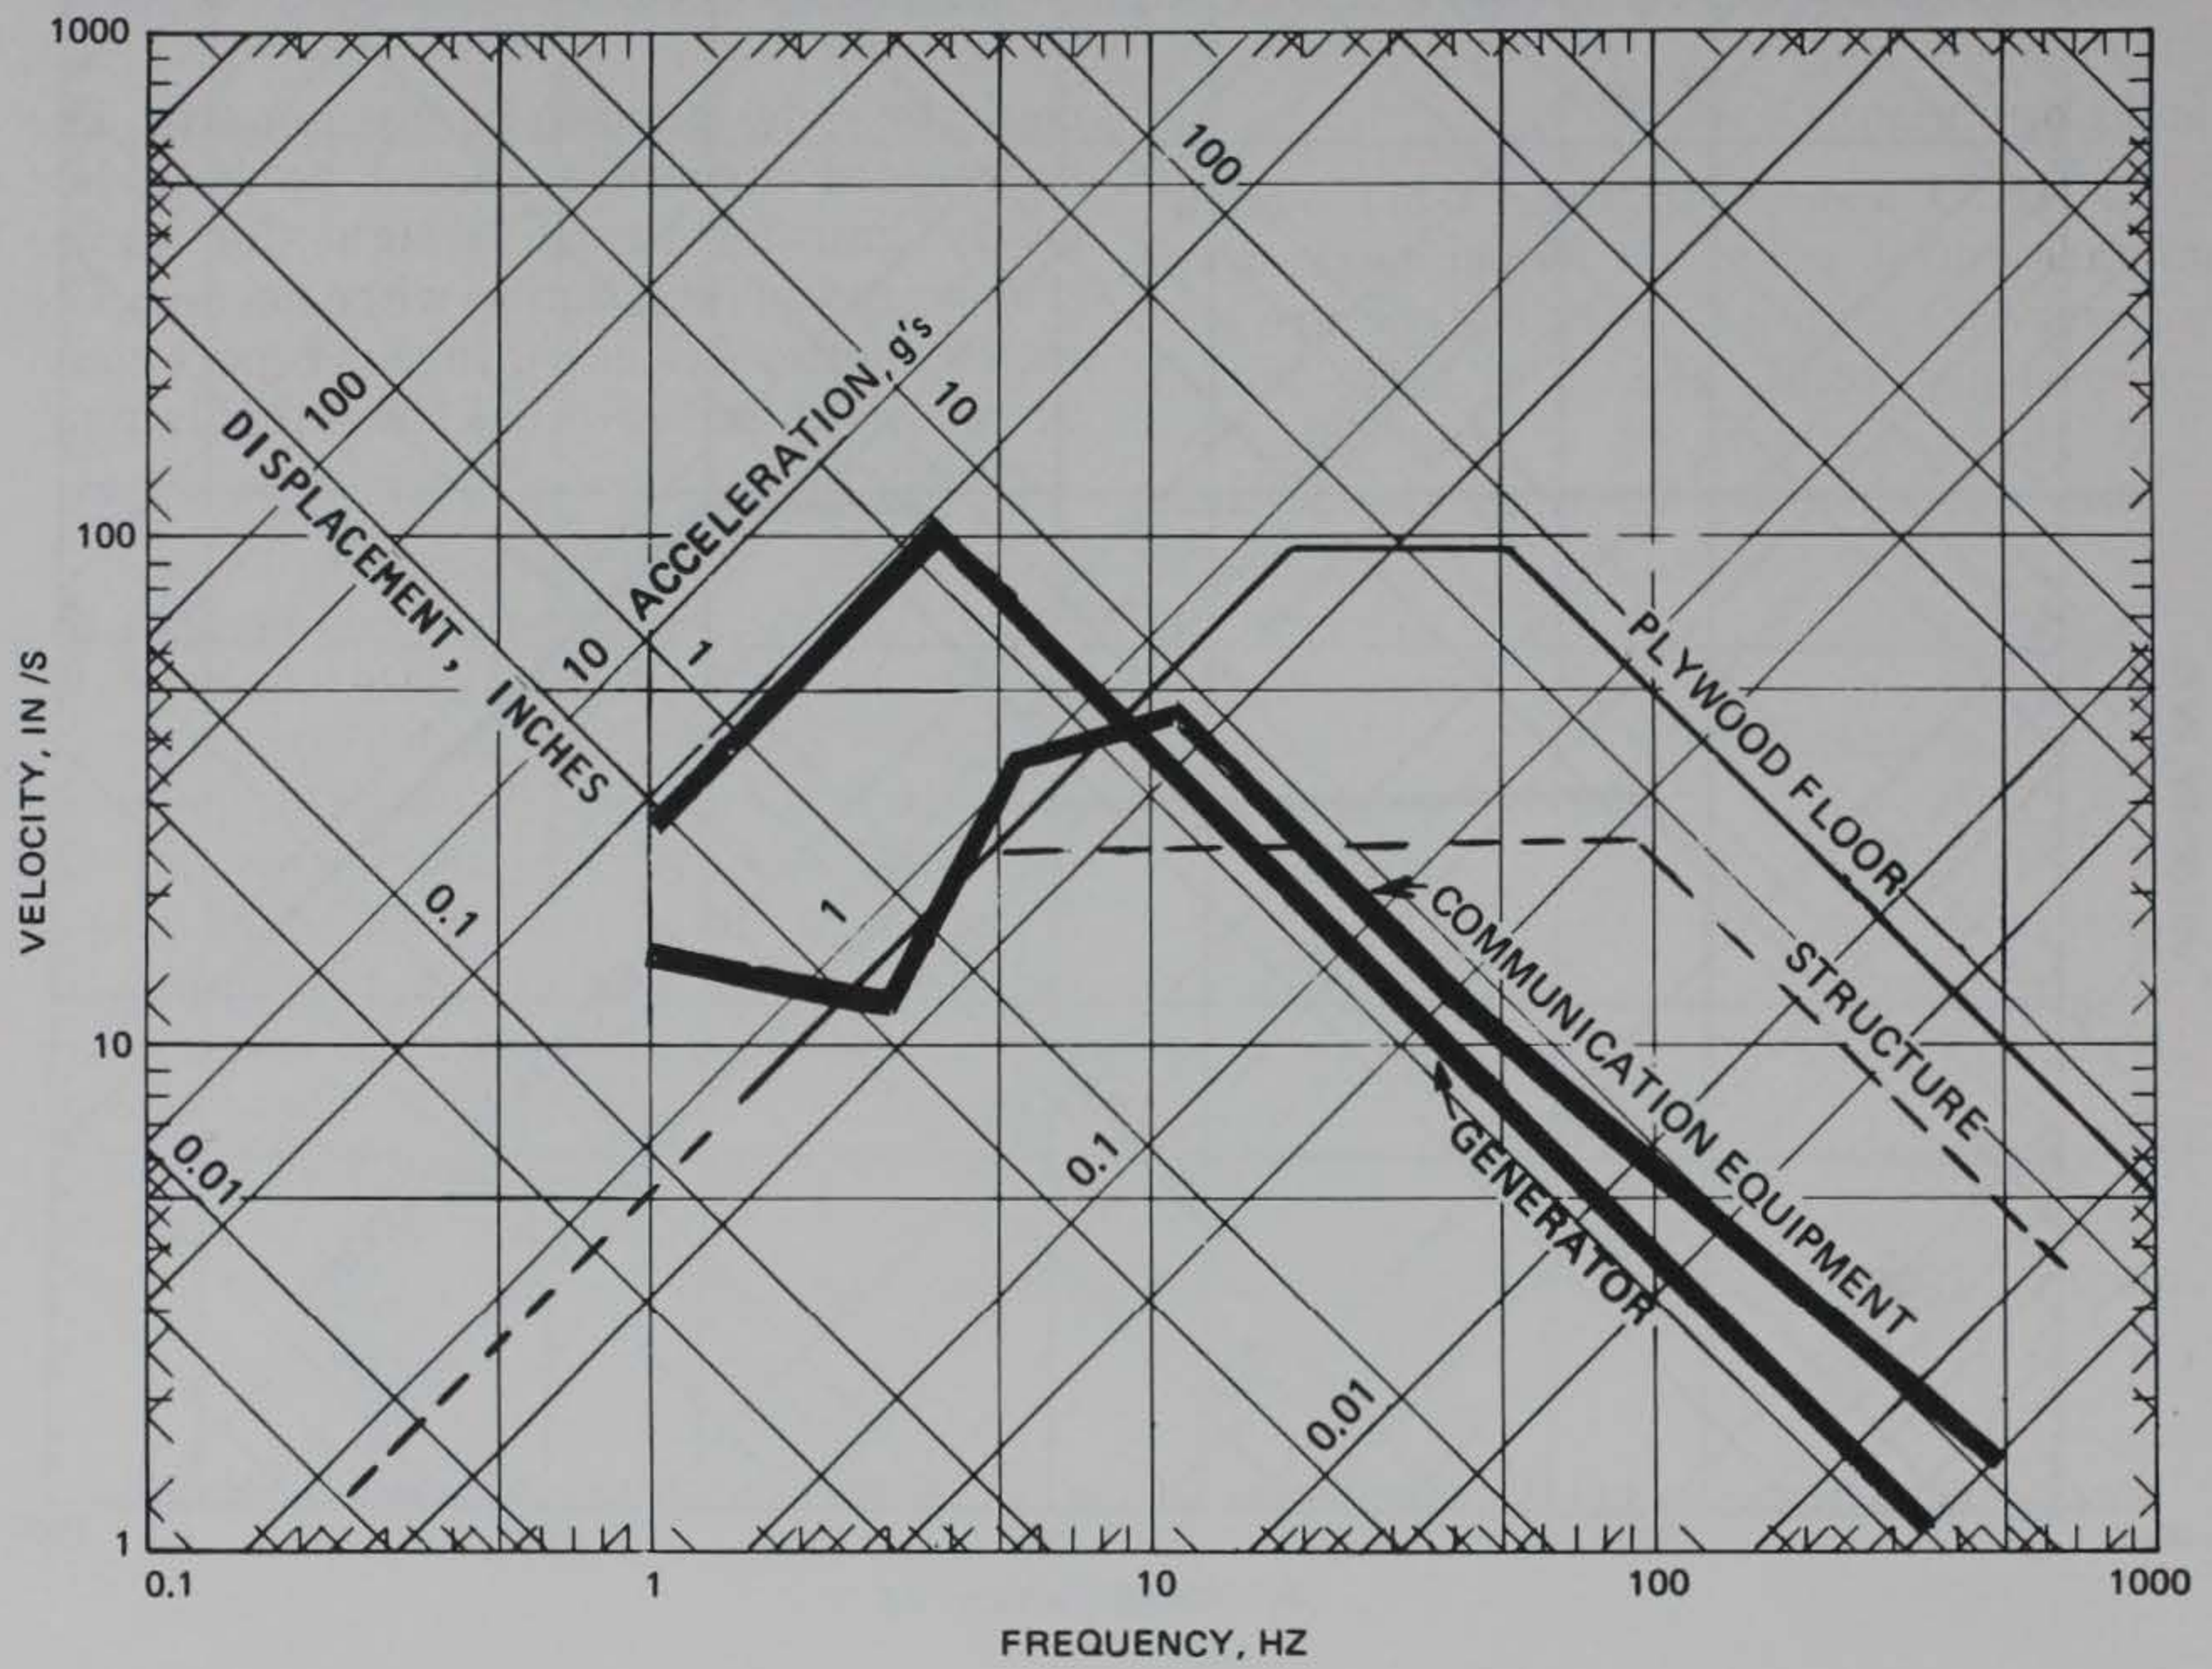 1000
100
10
1
VELOCITY, IN /S
0.1
1
10
100
1000
FREQUENCY, HZ
DISPLACEMENT, INCHES
100
10
1
0.1
0.01
ACCELERATION, g's
100
10
1
0.1
0.01
PLYWOOD FLOOR
STRUCTURE
COMMUNICATION EQUIPMENT
GENERATOR